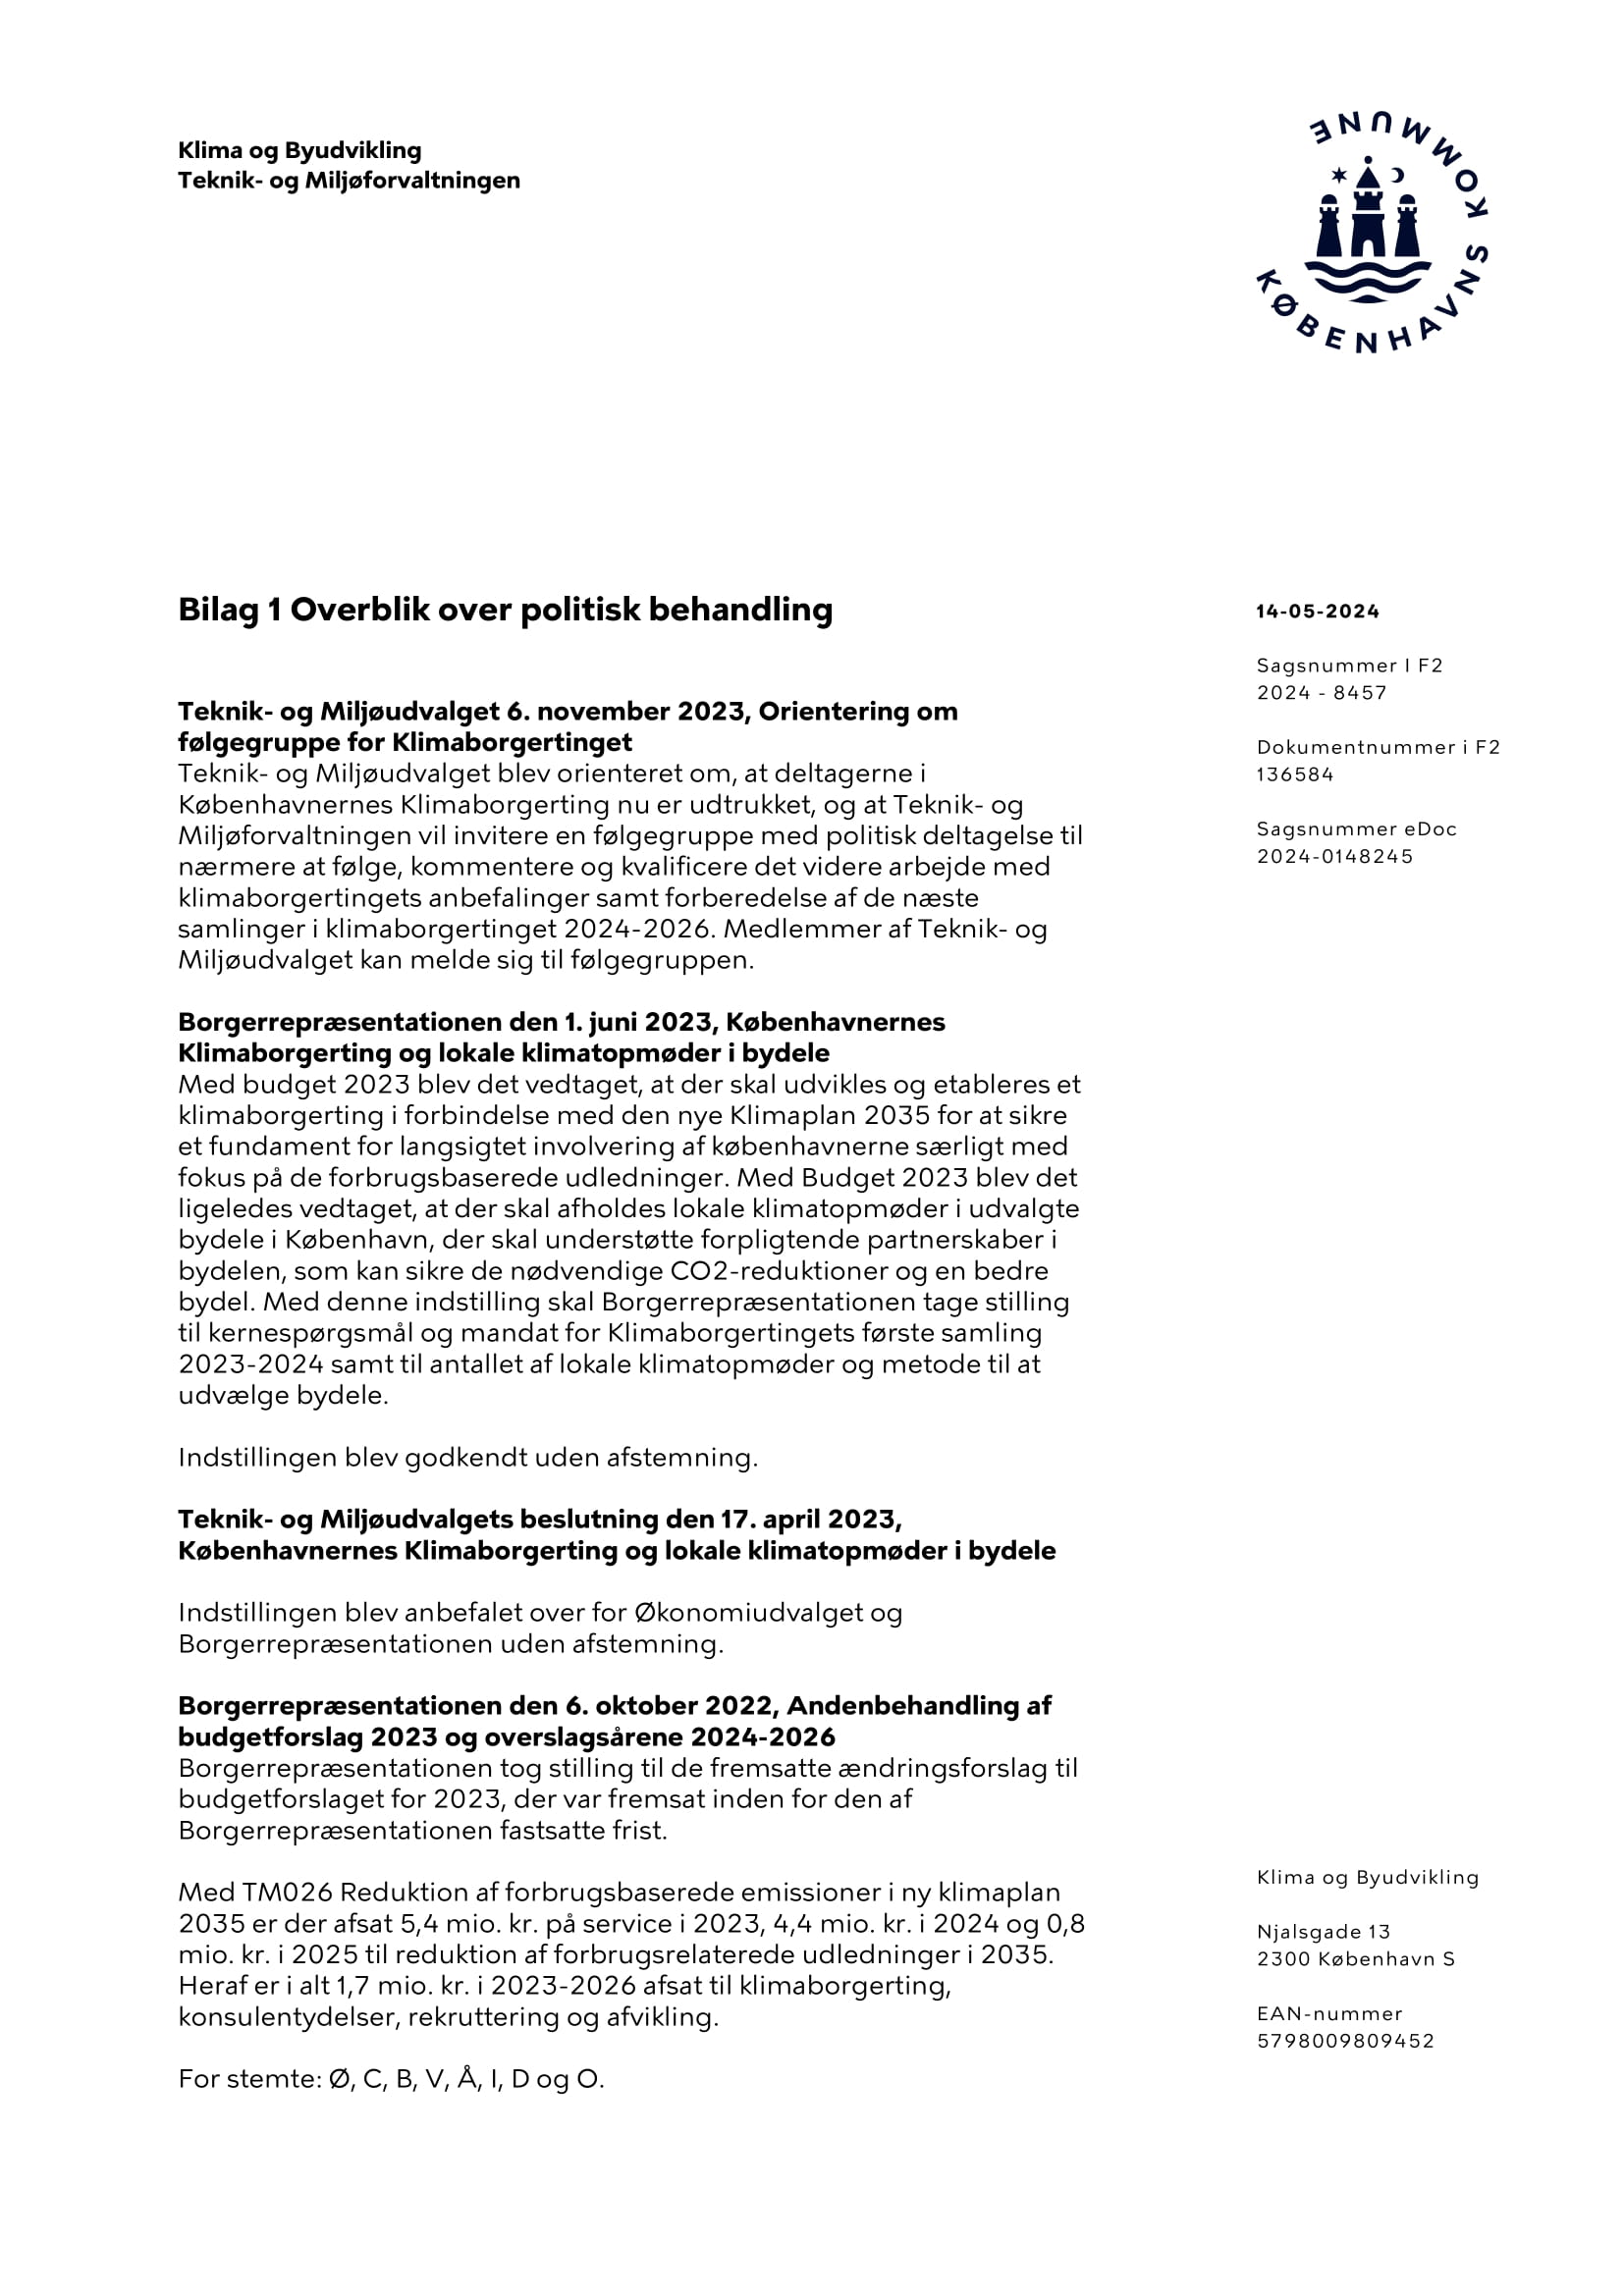 Klima og Byudvikling
Teknik- og Miljøforvaltningen
KØBENHAVNS KOMMUNE
Bilag 1 Overblik over politisk behandling
Teknik- og Miljøudvalget 6. november 2023, Orientering om
følgegruppe for Klimaborgertinget
Teknik- og Miljøudvalget blev orienteret om, at deltagerne i
Københavnernes Klimaborgerting nu er udtrukket, og at Teknik- og
Miljøforvaltningen vil invitere en følgegruppe med politisk deltagelse til
nærmere at følge, kommentere og kvalificere det videre arbejde med
klimaborgertingets anbefalinger samt forberedelse af de næste
samlinger i klimaborgertinget 2024-2026. Medlemmer af Teknik- og
Miljøudvalget kan melde sig til følgegruppen.
Borgerrepræsentationen den 1. juni 2023, Københavnernes
Klimaborgerting og lokale klimatopmøder i bydele
Med budget 2023 blev det vedtaget, at der skal udvikles og etableres et
klimaborgerting i forbindelse med den nye Klimaplan 2035 for at sikre
et fundament for langsigtet involvering af københavnerne særligt med
fokus på de forbrugsbaserede udledninger. Med Budget 2023 blev det
ligeledes vedtaget, at der skal afholdes lokale klimatopmøder i udvalgte
bydele i København, der skal understøtte forpligtende partnerskaber i
bydelen, som kan sikre de nødvendige CO2-reduktioner og en bedre
bydel. Med denne indstilling skal Borgerrepræsentationen tage stilling
til kernespørgsmål og mandat for Klimaborgertingets første samling
2023-2024 samt til antallet af lokale klimatopmøder og metode til at
udvælge bydele.
Indstillingen blev godkendt uden afstemning.
Teknik- og Miljøudvalgets beslutning den 17. april 2023,
Københavnernes Klimaborgerting og lokale klimatopmøder i bydele
Indstillingen blev anbefalet over for Økonomiudvalget og
Borgerrepræsentationen uden afstemning.
Borgerrepræsentationen den 6. oktober 2022, Andenbehandling af
budgetforslag 2023 og overslagsårene 2024-2026
Borgerrepræsentationen tog stilling til de fremsatte ændringsforslag til
budgetforslaget for 2023, der var fremsat inden for den af
Borgerrepræsentationen fastsatte frist.
Med TM026 Reduktion af forbrugsbaserede emissioner i ny klimaplan
2035 er der afsat 5,4 mio. kr. på service i 2023, 4,4 mio. kr. i 2024 og 0,8
mio. kr. i 2025 til reduktion af forbrugsrelaterede udledninger i 2035.
Heraf er i alt 1,7 mio. kr. i 2023-2026 afsat til klimaborgerting,
konsulentydelser, rekruttering og afvikling.
For stemte: Ø, C, B, V, Å, I, D og O.
14-05-2024
Sagsnummer I F2
2024 - 8457
Dokumentnummer i F2
136584
Sagsnummer eDoc
2024-0148245
Klima og Byudvikling
Njalsgade 13
2300 København S
EAN-nummer
5798009809452